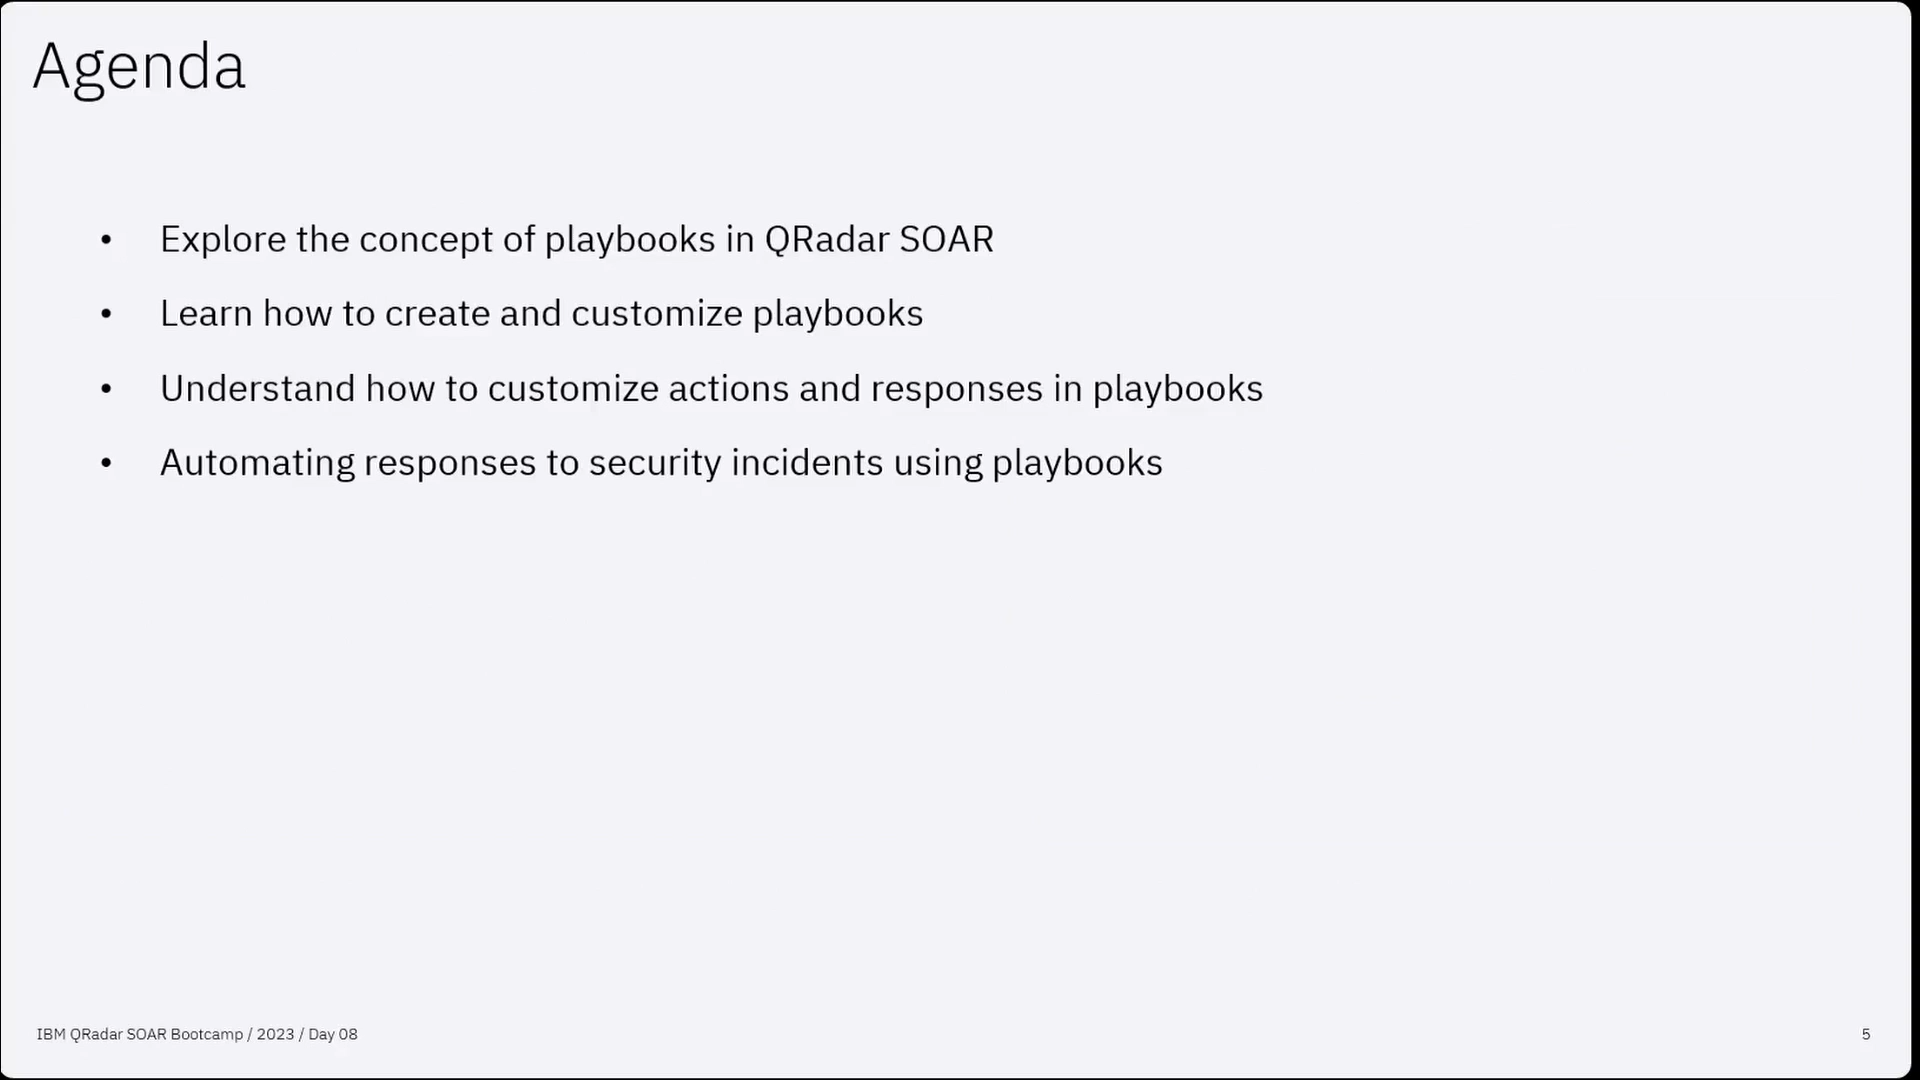 Agenda
• Explore the concept of playbooks in QRadar SOAR
• Learn how to create and customize playbooks
• Understand how to customize actions and responses in playbooks
• Automating responses to security incidents using playbooks
IBM QRadar SOAR Bootcamp / 2023 / Day 08
5